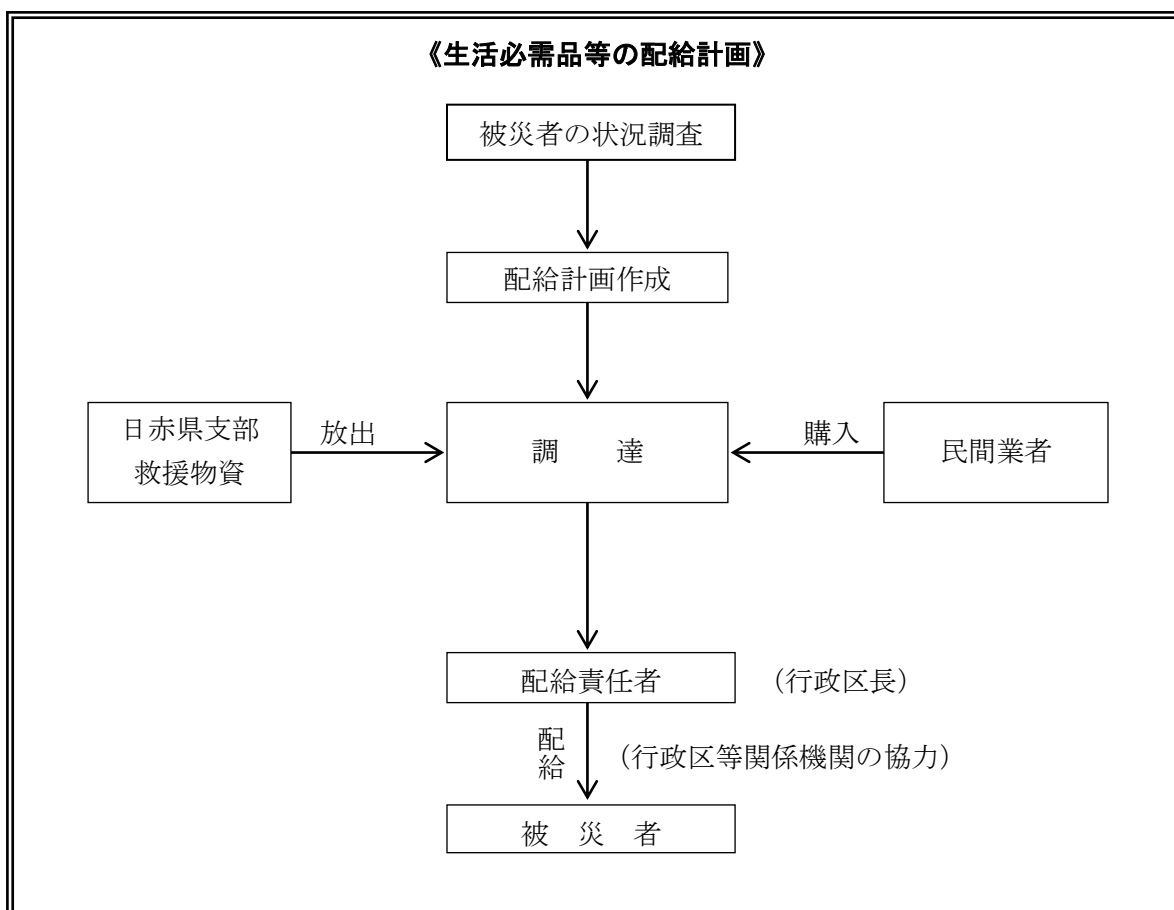 《生活必需品等の配給計画》
被災者の状況調査
配給計画作成
日赤県支部
救援物資
放出
調　　達
購入
民間業者
配給責任者
（行政区長）
配給
（行政区等関係機関の協力）
被　災　者